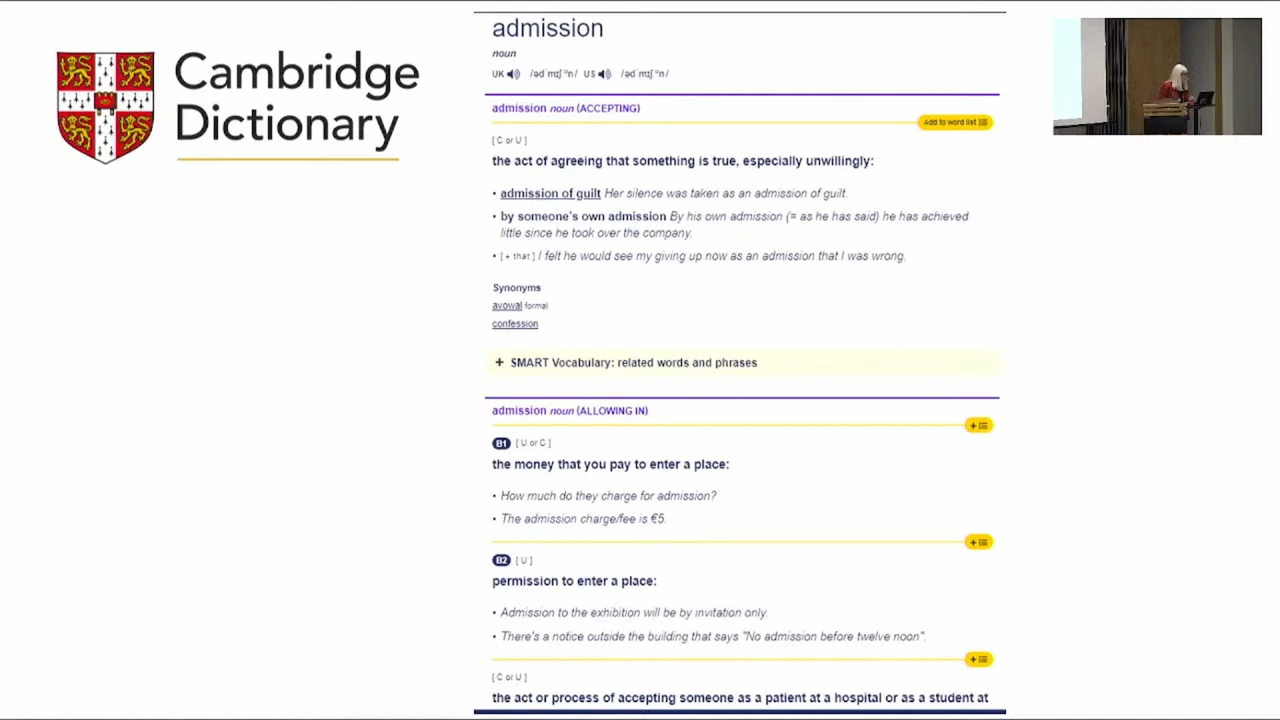 Cambridge
Dictionary
admission
noun
UK /ədˈmɪʃ.ən/ US /ədˈmɪʃ.ən/
admission noun (ACCEPTING)
Add to word list
[ C or U ]
the act of agreeing that something is true, especially unwillingly:
• admission of guilt Her silence was taken as an admission of guilt.
• by someone's own admission By his own admission (= as he has said) he has achieved
little since he took over the company.
• [ + that ] I felt he would see my giving up now as an admission that I was wrong.
Synonyms
avowal formal
confession
+ SMART Vocabulary: related words and phrases
admission noun (ALLOWING IN)
B1 [ U or C ]
the money that you pay to enter a place:
• How much do they charge for admission?
• The admission charge/fee is €5.
B2 [ U ]
permission to enter a place:
• Admission to the exhibition will be by invitation only.
• There's a notice outside the building that says "No admission before twelve noon".
[ C or U ]
the act or process of accepting someone as a patient at a hospital or as a student at